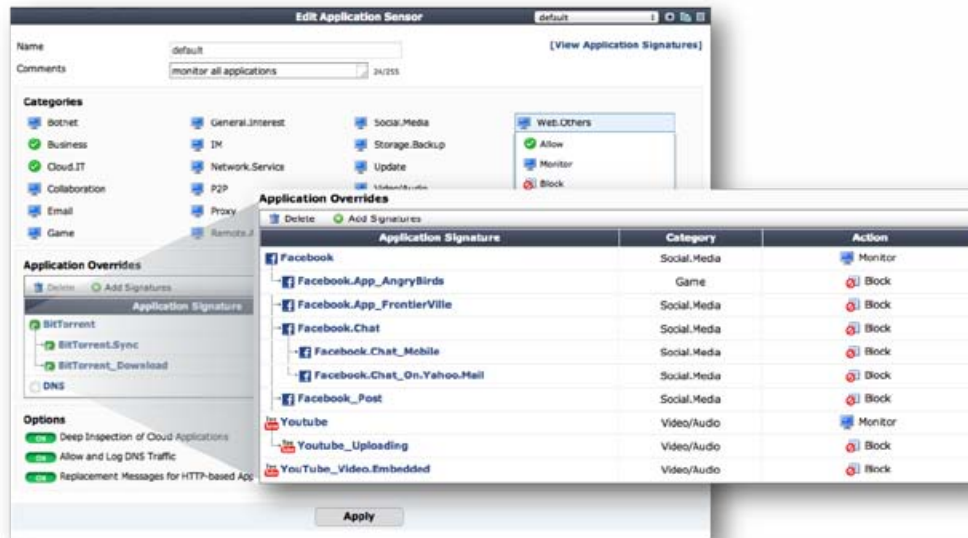 Edit Application Sensor
default
Name
default
[View Application Signatures]
Comments
monitor all applications
24/255
Categories
Botnet
General.Interest
Social.Media
Web.Others
Business
IM
Storage.Backup
Allow
Cloud.IT
Network.Service
Update
Monitor
Collaboration
P2P
Video/Audio
Block
Email
Proxy
Game
Application Overrides
Delete
Add Signatures
Application Signature
BitTorrent
BitTorrent.Sync
BitTorrent_Download
DNS
Options
ON Deep Inspection of Cloud Applications
ON Allow and Log DNS Traffic
ON Replacement Messages for HTTP-based App
Apply
Application Overrides
Delete Add Signatures
Application Signature Category Action
Facebook Social.Media Monitor
Facebook.App_AngryBirds Game Block
Facebook.App_FrontierVille Social.Media Block
Facebook.Chat Social.Media Block
Facebook.Chat_Mobile Social.Media Block
Facebook.Chat_On.Yahoo.Mail Social.Media Block
Facebook_Post Social.Media Block
Youtube Video/Audio Monitor
Youtube_Uploading Video/Audio Block
YouTube_Video.Embedded Video/Audio Block